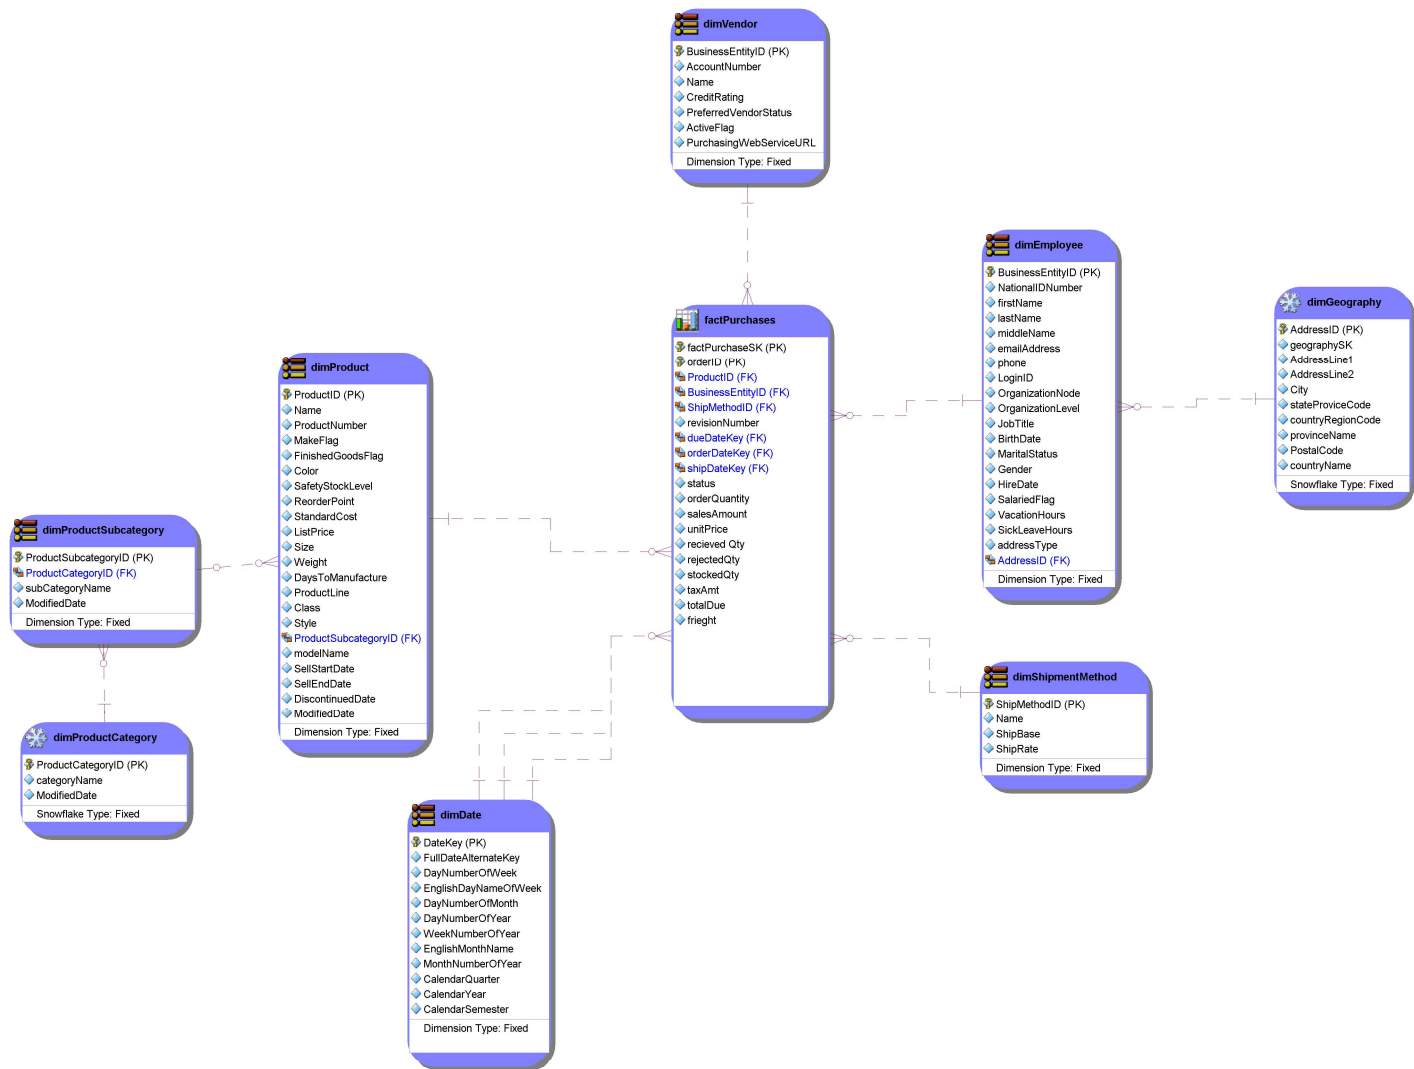 dimVendor
BusinessEntityID (PK)
AccountNumber
Name
CreditRating
PreferredVendorStatus
ActiveFlag
PurchasingWebServiceURL
Dimension Type: Fixed
dimEmployee
BusinessEntityID (PK)
NationalIDNumber
firstName
lastName
middleName
emailAddress
phone
LoginID
OrganizationNode
OrganizationLevel
JobTitle
BirthDate
MaritalStatus
Gender
HireDate
SalariedFlag
VacationHours
SickLeaveHours
addressType
AddressID (FK)
Dimension Type: Fixed
dimGeography
AddressID (PK)
geographySK
AddressLine1
AddressLine2
City
stateProviceCode
countryRegionCode
provinceName
PostalCode
countryName
Snowflake Type: Fixed
factPurchases
factPurchaseSK (PK)
orderID (PK)
ProductID (FK)
BusinessEntityID (FK)
ShipMethodID (FK)
revisionNumber
dueDateKey (FK)
orderDateKey (FK)
shipDateKey (FK)
status
orderQuantity
salesAmount
unitPrice
recieved Qty
rejectedQty
stockedQty
taxAmt
totalDue
frieght
dimProduct
ProductID (PK)
Name
ProductNumber
MakeFlag
FinishedGoodsFlag
Color
SafetyStockLevel
ReorderPoint
StandardCost
ListPrice
Size
Weight
DaysToManufacture
ProductLine
Class
Style
ProductSubcategoryID (FK)
modelName
SellStartDate
SellEndDate
DiscontinuedDate
ModifiedDate
Dimension Type: Fixed
dimProductSubcategory
ProductSubcategoryID (PK)
ProductCategoryID (FK)
subCategoryName
ModifiedDate
Dimension Type: Fixed
dimProductCategory
ProductCategoryID (PK)
categoryName
ModifiedDate
Snowflake Type: Fixed
dimShipmentMethod
ShipMethodID (PK)
Name
ShipBase
ShipRate
Dimension Type: Fixed
dimDate
DateKey (PK)
FullDateAlternateKey
DayNumberOfWeek
EnglishDayNameOfWeek
DayNumberOfMonth
DayNumberOfYear
WeekNumberOfYear
EnglishMonthName
MonthNumberOfYear
CalendarQuarter
CalendarYear
CalendarSemester
Dimension Type: Fixed